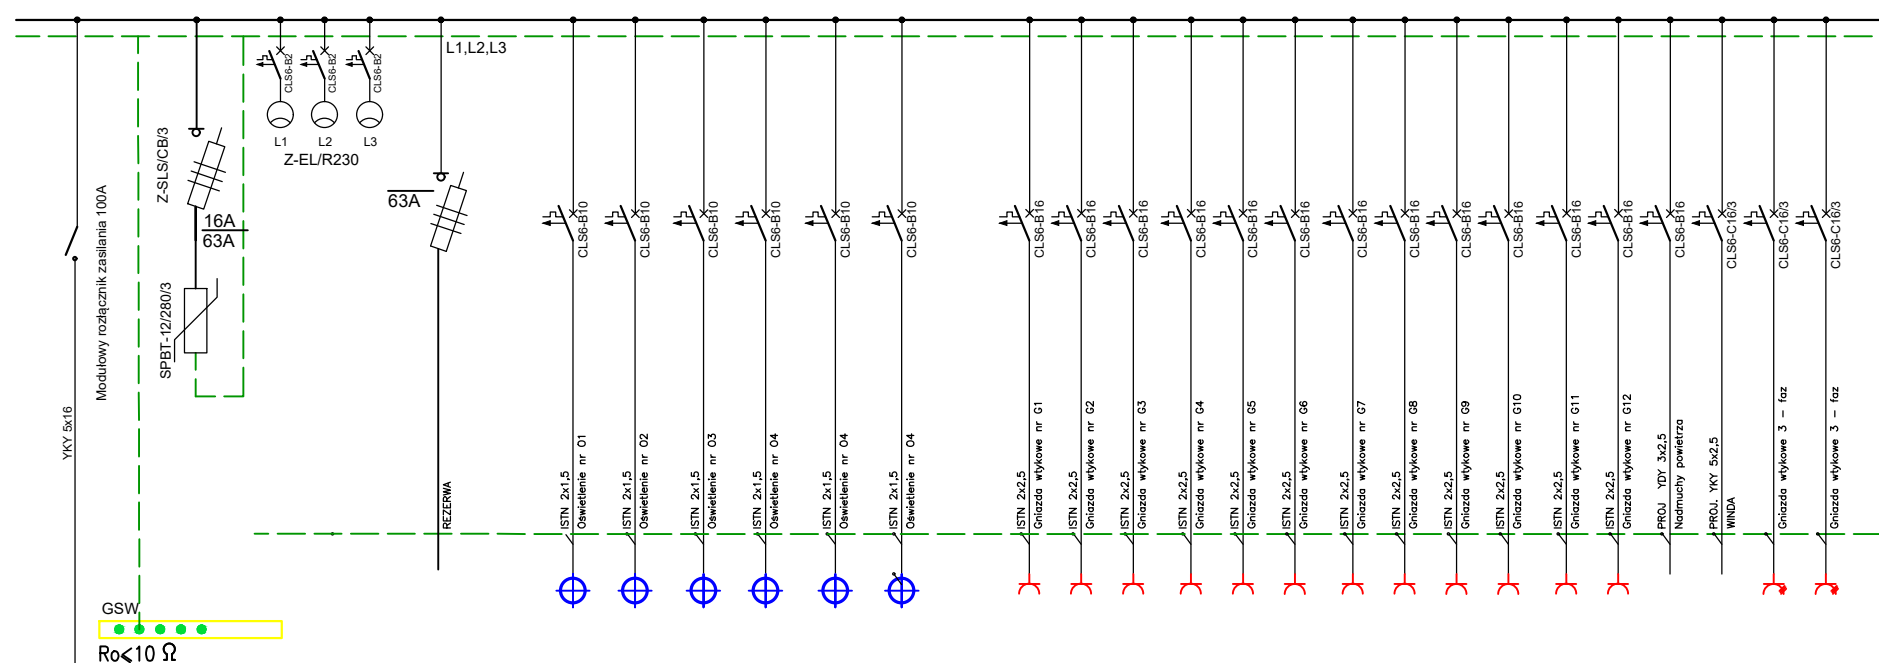 YKY 5x16
Modułowy rozłącznik zasilania 100A
Z-SLS/CB/3
16A
63A
SPBT-12/280/3
CLS6-B2
CLS6-B2
CLS6-B2
L1
L2
L3
Z-EL/R230
L1,L2,L3
63A
REZERWA
CLS6-B10
ISTN 2x1,5
Oświetlenie nr O1
CLS6-B10
ISTN 2x1,5
Oświetlenie nr O2
CLS6-B10
ISTN 2x1,5
Oświetlenie nr O3
CLS6-B10
ISTN 2x1,5
Oświetlenie nr O4
CLS6-B10
ISTN 2x1,5
Oświetlenie nr O4
CLS6-B10
ISTN 2x1,5
Oświetlenie nr O4
CLS6-B16
ISTN 2x2,5
Gniazda wtykowe nr G1
CLS6-B16
ISTN 2x2,5
Gniazda wtykowe nr G2
CLS6-B16
ISTN 2x2,5
Gniazda wtykowe nr G3
CLS6-B16
ISTN 2x2,5
Gniazda wtykowe nr G4
CLS6-B16
ISTN 2x2,5
Gniazda wtykowe nr G5
CLS6-B16
ISTN 2x2,5
Gniazda wtykowe nr G6
CLS6-B16
ISTN 2x2,5
Gniazda wtykowe nr G7
CLS6-B16
ISTN 2x2,5
Gniazda wtykowe nr G8
CLS6-B16
ISTN 2x2,5
Gniazda wtykowe nr G9
CLS6-B16
ISTN 2x2,5
Gniazda wtykowe nr G10
CLS6-B16
ISTN 2x2,5
Gniazda wtykowe nr G11
CLS6-B16
ISTN 2x2,5
Gniazda wtykowe nr G12
CLS6-B16
PROJ YDY 3x2,5
Nadmuchy powietrza
CLS6-C16/3
PROJ. YKY 5x2,5
WINDA
CLS6-C16/3
Gniazda wtykowe 3 - faz
CLS6-C16/3
Gniazda wtykowe 3 - faz
GSW
Ro≤10 Ω